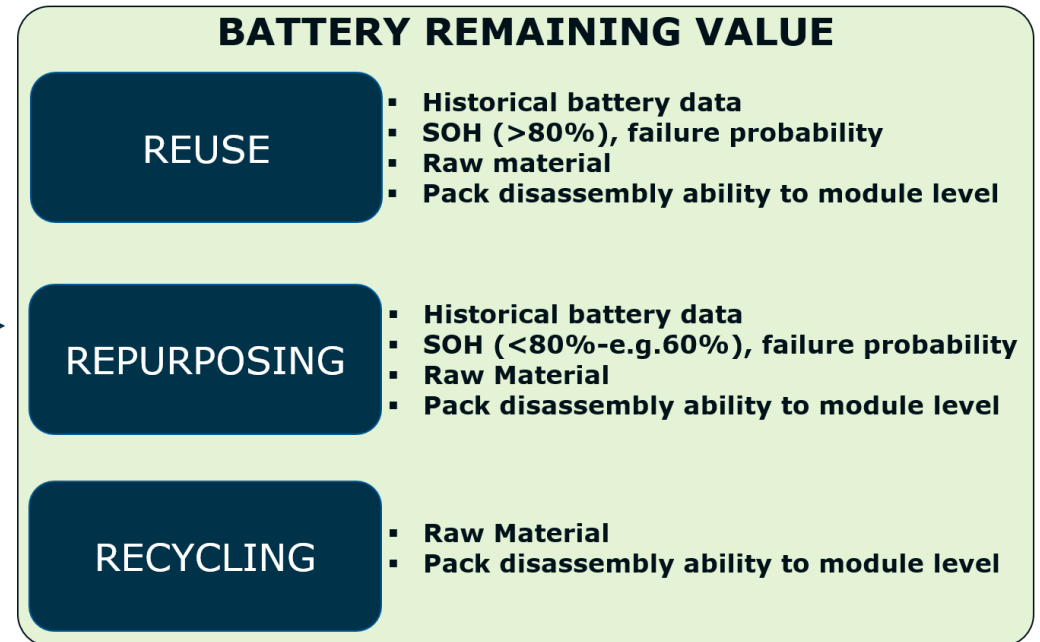 BATTERY REMAINING VALUE
REUSE
▪ Historical battery data
▪ SOH (>80%), failure probability
▪ Raw material
▪ Pack disassembly ability to module level
REPURPOSING
▪ Historical battery data
▪ SOH (<80%-e.g.60%), failure probability
▪ Raw Material
▪ Pack disassembly ability to module level
RECYCLING
▪ Raw Material
▪ Pack disassembly ability to module level